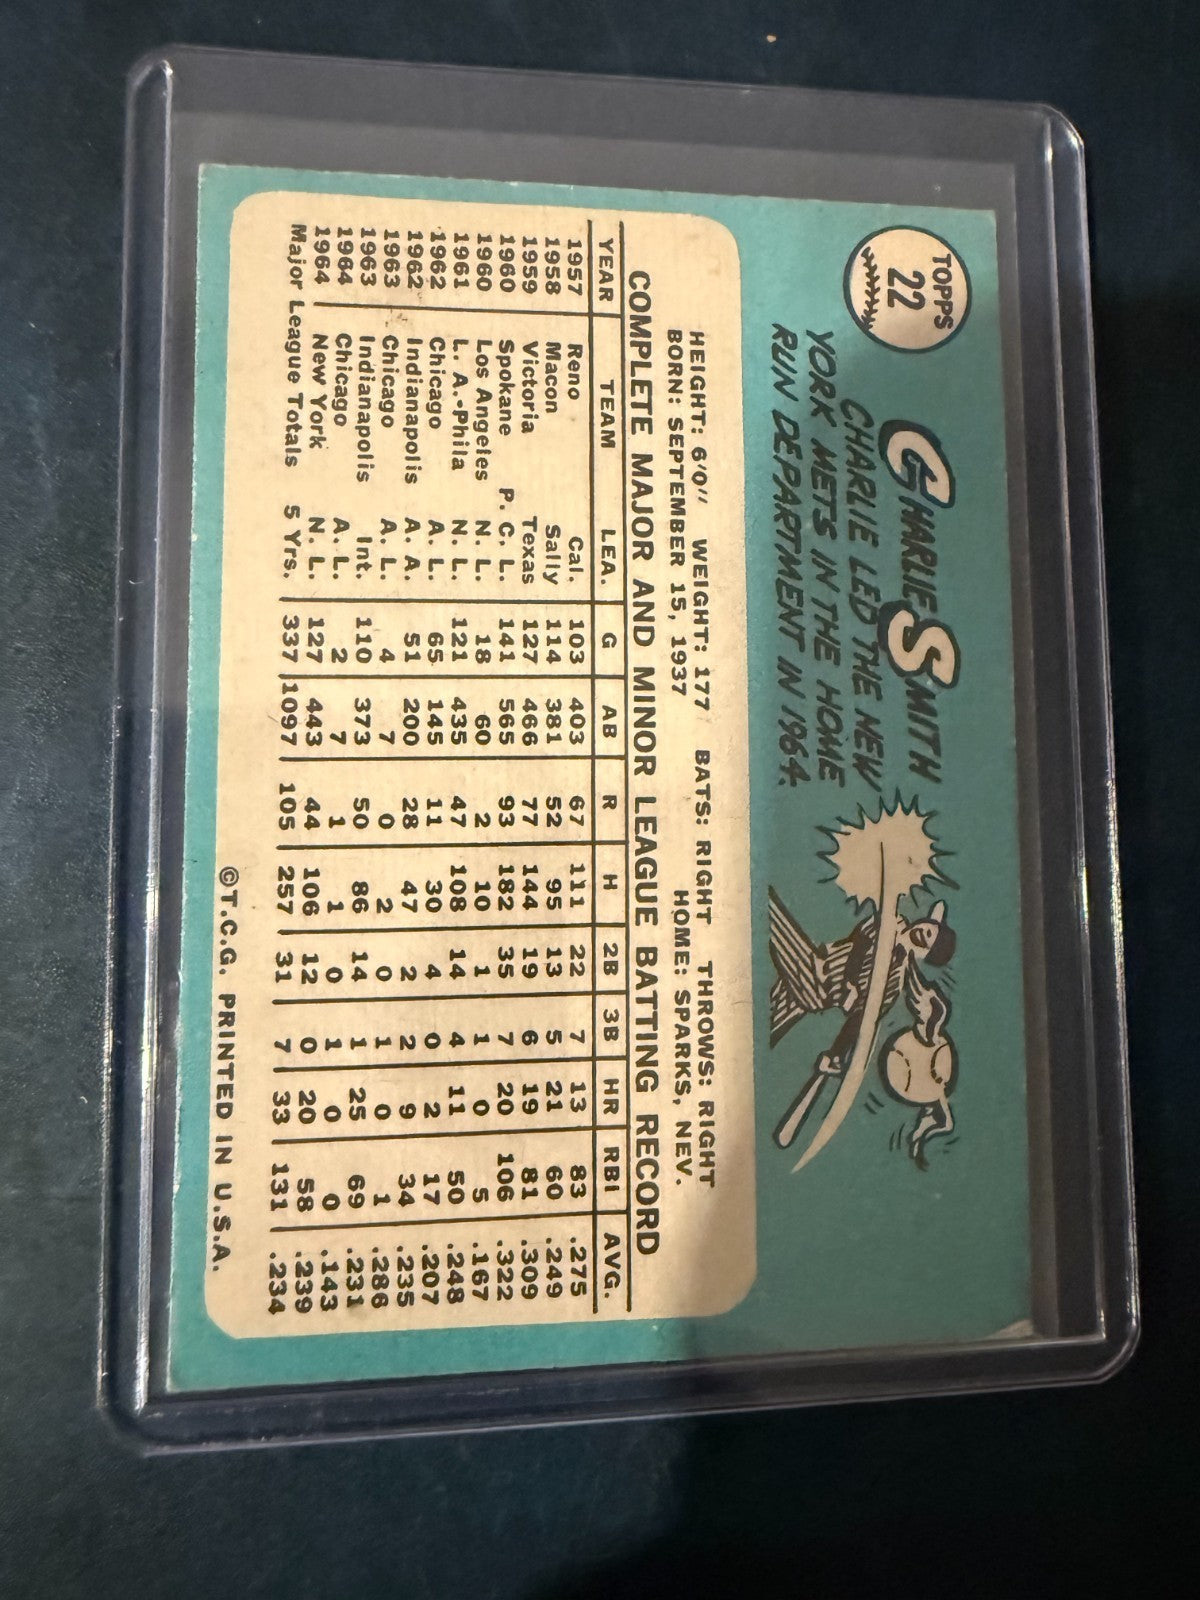 TOPPS
22
CHARLIE SMITH
CHARLIE LED THE NEW
YORK METS IN THE HOME
RUN DEPARTMENT IN 1964.
HEIGHT: 6'0" WEIGHT: 177 BATS: RIGHT THROWS: RIGHT
BORN: SEPTEMBER 15, 1937 HOME: SPARKS, NEV.
COMPLETE MAJOR AND MINOR LEAGUE BATTING RECORD
YEAR TEAM LEA. G AB R H 2B 3B HR RBI AVG.
1957 Reno Cal. 103 403 67 111 22 7 13 83 .275
1958 Macon Sally 114 381 52 95 13 5 21 60 .249
1959 Victoria Texas 127 466 77 144 19 6 19 81 .309
1960 Spokane P. C. L. 141 565 93 182 35 7 20 106 .322
1960 Los Angeles N. L. 18 60 2 10 1 1 0 5 .167
1961 L. A.-Phila N. L. 121 435 47 108 14 4 11 50 .248
1962 Chicago A. L. 65 145 11 30 4 0 2 17 .207
1962 Indianapolis A. A. 51 200 28 47 2 2 9 34 .235
1963 Chicago A. L. 4 7 0 2 0 1 0 1 .286
1963 Indianapolis Int. 110 373 50 86 14 1 25 69 .231
1964 Chicago A. L. 2 7 1 1 0 1 0 0 .143
1964 New York N. L. 127 443 44 106 12 0 20 58 .239
Major League Totals 5 Yrs. 337 1097 105 257 31 7 33 131 .234
©T.C.G. PRINTED IN U.S.A.